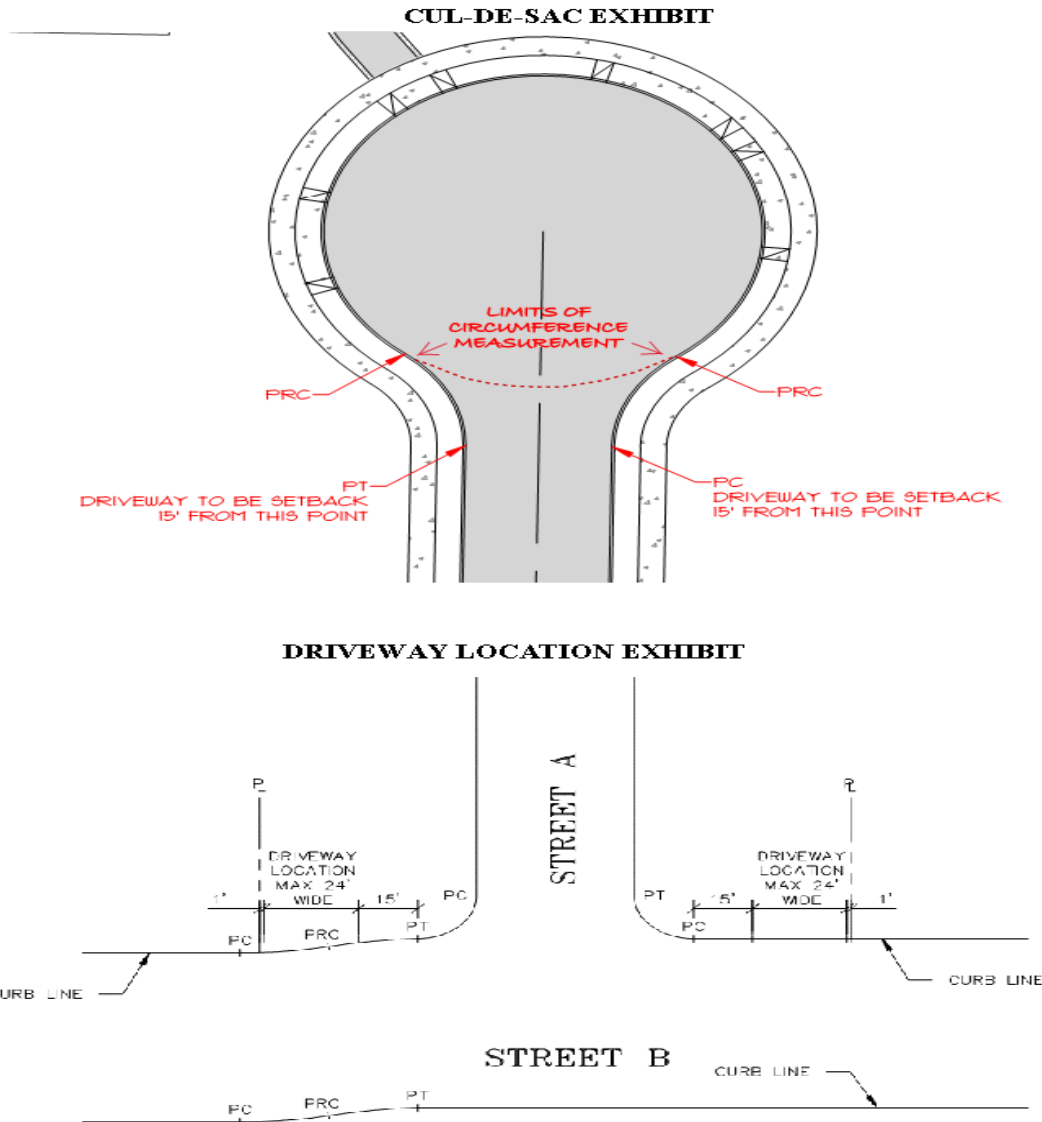 CUL-DE-SAC EXHIBIT
LIMITS OF
CIRCUMFERENCE
MEASUREMENT
PRC
PRC
PT
DRIVEWAY TO BE SETBACK
15' FROM THIS POINT
PC
DRIVEWAY TO BE SETBACK
15' FROM THIS POINT
DRIVEWAY LOCATION EXHIBIT
STREET A
PL
DRIVEWAY
LOCATION
MAX 24'
WIDE
1'
15'
PC
PC
PRC
PT
URB LINE
PL
DRIVEWAY
LOCATION
MAX 24'
WIDE
PT
15'
1'
PC
CURB LINE
STREET B
CURB LINE
PC
PRC
PT